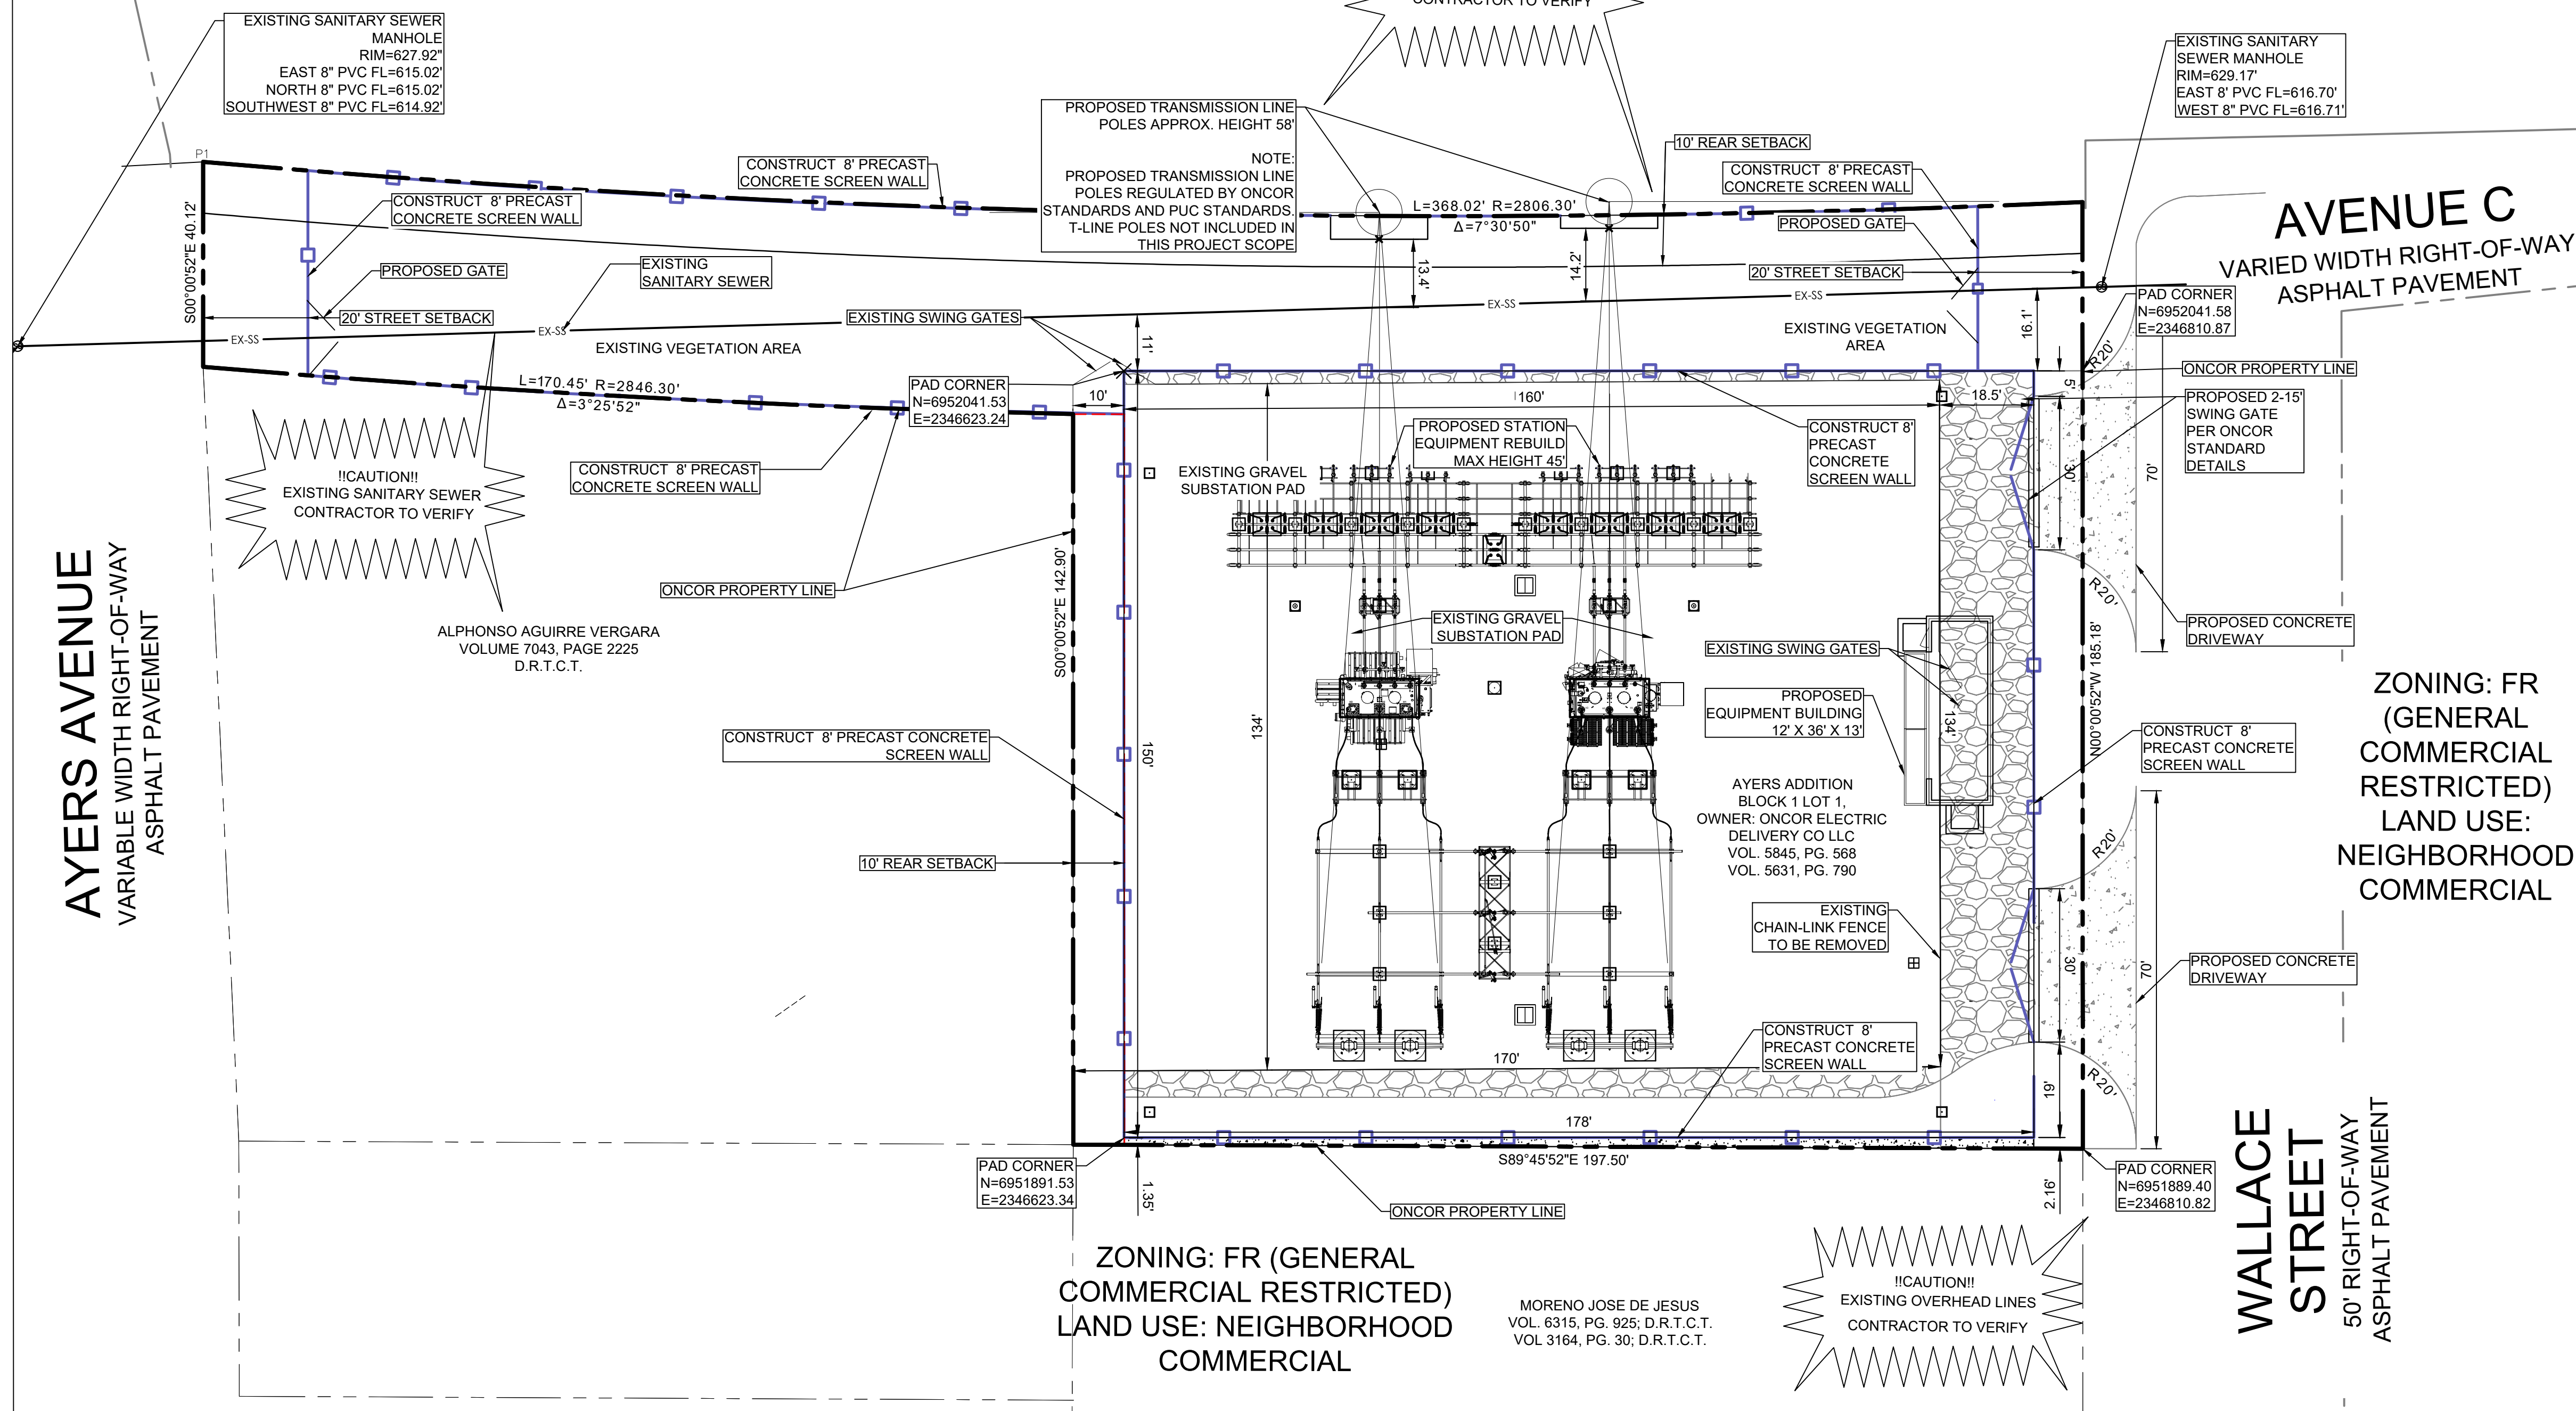 EXISTING SANITARY SEWER
MANHOLE
RIM=627.92"
EAST 8" PVC FL=615.02'
NORTH 8" PVC FL=615.02'
SOUTHWEST 8" PVC FL=614.92'
CONTRACTOR TO VERIFY
EXISTING SANITARY
SEWER MANHOLE
RIM=629.17'
EAST 8' PVC FL=616.70'
WEST 8" PVC FL=616.71'
PROPOSED TRANSMISSION LINE
POLES APPROX. HEIGHT 58'
NOTE:
PROPOSED TRANSMISSION LINE
POLES REGULATED BY ONCOR
STANDARDS AND PUC STANDARDS.
T-LINE POLES NOT INCLUDED IN
THIS PROJECT SCOPE
10' REAR SETBACK
P1
CONSTRUCT 8' PRECAST
CONCRETE SCREEN WALL
CONSTRUCT 8' PRECAST
CONCRETE SCREEN WALL
CONSTRUCT 8' PRECAST
CONCRETE SCREEN WALL
L=368.02' R=2806.30'
Δ=7°30'50"
PROPOSED GATE
20' STREET SETBACK
AVENUE C
VARIED WIDTH RIGHT-OF-WAY
ASPHALT PAVEMENT
S00°00'52"E 40.12'
PROPOSED GATE
EXISTING
SANITARY SEWER
13.4'
14.2'
20' STREET SETBACK
EX-SS
EX-SS
EX-SS
EX-SS
EXISTING SWING GATES
EXISTING VEGETATION AREA
EXISTING VEGETATION
AREA
11'
16.1'
PAD CORNER
N=6952041.58
E=2346810.87
R20'
5'
ONCOR PROPERTY LINE
L=170.45' R=2846.30'
Δ=3°25'52"
PAD CORNER
N=6952041.53
E=2346623.24
10'
160'
18.5'
PROPOSED 2-15'
SWING GATE
PER ONCOR
STANDARD
DETAILS
30'
70'
!!CAUTION!!
EXISTING SANITARY SEWER
CONTRACTOR TO VERIFY
CONSTRUCT 8' PRECAST
CONCRETE SCREEN WALL
EXISTING GRAVEL
SUBSTATION PAD
PROPOSED STATION
EQUIPMENT REBUILD
MAX HEIGHT 45'
CONSTRUCT 8'
PRECAST
CONCRETE
SCREEN WALL
AYERS AVENUE
VARIABLE WIDTH RIGHT-OF-WAY
ASPHALT PAVEMENT
ONCOR PROPERTY LINE
ALPHONSO AGUIRRE VERGARA
VOLUME 7043, PAGE 2225
D.R.T.C.T.
S00°00'52"E 142.90'
EXISTING GRAVEL
SUBSTATION PAD
R20'
PROPOSED CONCRETE
DRIVEWAY
EXISTING SWING GATES
N00°00'52"W 185.18'
PROPOSED
EQUIPMENT BUILDING
12' X 36' X 13'
134'
134'
150'
CONSTRUCT 8' PRECAST CONCRETE
SCREEN WALL
CONSTRUCT 8'
PRECAST CONCRETE
SCREEN WALL
ZONING: FR
(GENERAL
COMMERCIAL
RESTRICTED)
LAND USE:
NEIGHBORHOOD
COMMERCIAL
AYERS ADDITION
BLOCK 1 LOT 1,
OWNER: ONCOR ELECTRIC
DELIVERY CO LLC
VOL. 5845, PG. 568
VOL. 5631, PG. 790
R20'
10' REAR SETBACK
EXISTING
CHAIN-LINK FENCE
TO BE REMOVED
30'
70'
PROPOSED CONCRETE
DRIVEWAY
CONSTRUCT 8'
PRECAST CONCRETE
SCREEN WALL
170'
R20'
19'
178'
S89°45'52"E 197.50'
PAD CORNER
N=6951891.53
E=2346623.34
1.35'
2.16'
PAD CORNER
N=6951889.40
E=2346810.82
ONCOR PROPERTY LINE
WALLACE
STREET
50' RIGHT-OF-WAY
ASPHALT PAVEMENT
ZONING: FR (GENERAL
COMMERCIAL RESTRICTED)
LAND USE: NEIGHBORHOOD
COMMERCIAL
MORENO JOSE DE JESUS
VOL. 6315, PG. 925; D.R.T.C.T.
VOL 3164, PG. 30; D.R.T.C.T.
!!CAUTION!!
EXISTING OVERHEAD LINES
CONTRACTOR TO VERIFY